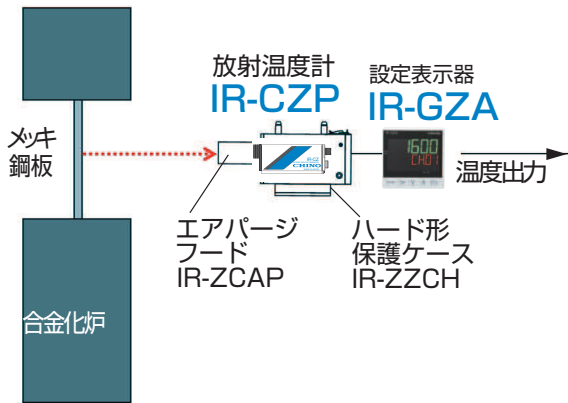 放射温度計
IR-CZP
設定表示器
IR-GZA
メッキ
鋼板
IR-CZ
CHINO
1600
CH01
温度出力
エアパージ
フード
IR-ZCAP
ハード形
保護ケース
IR-ZZCH
合金化炉